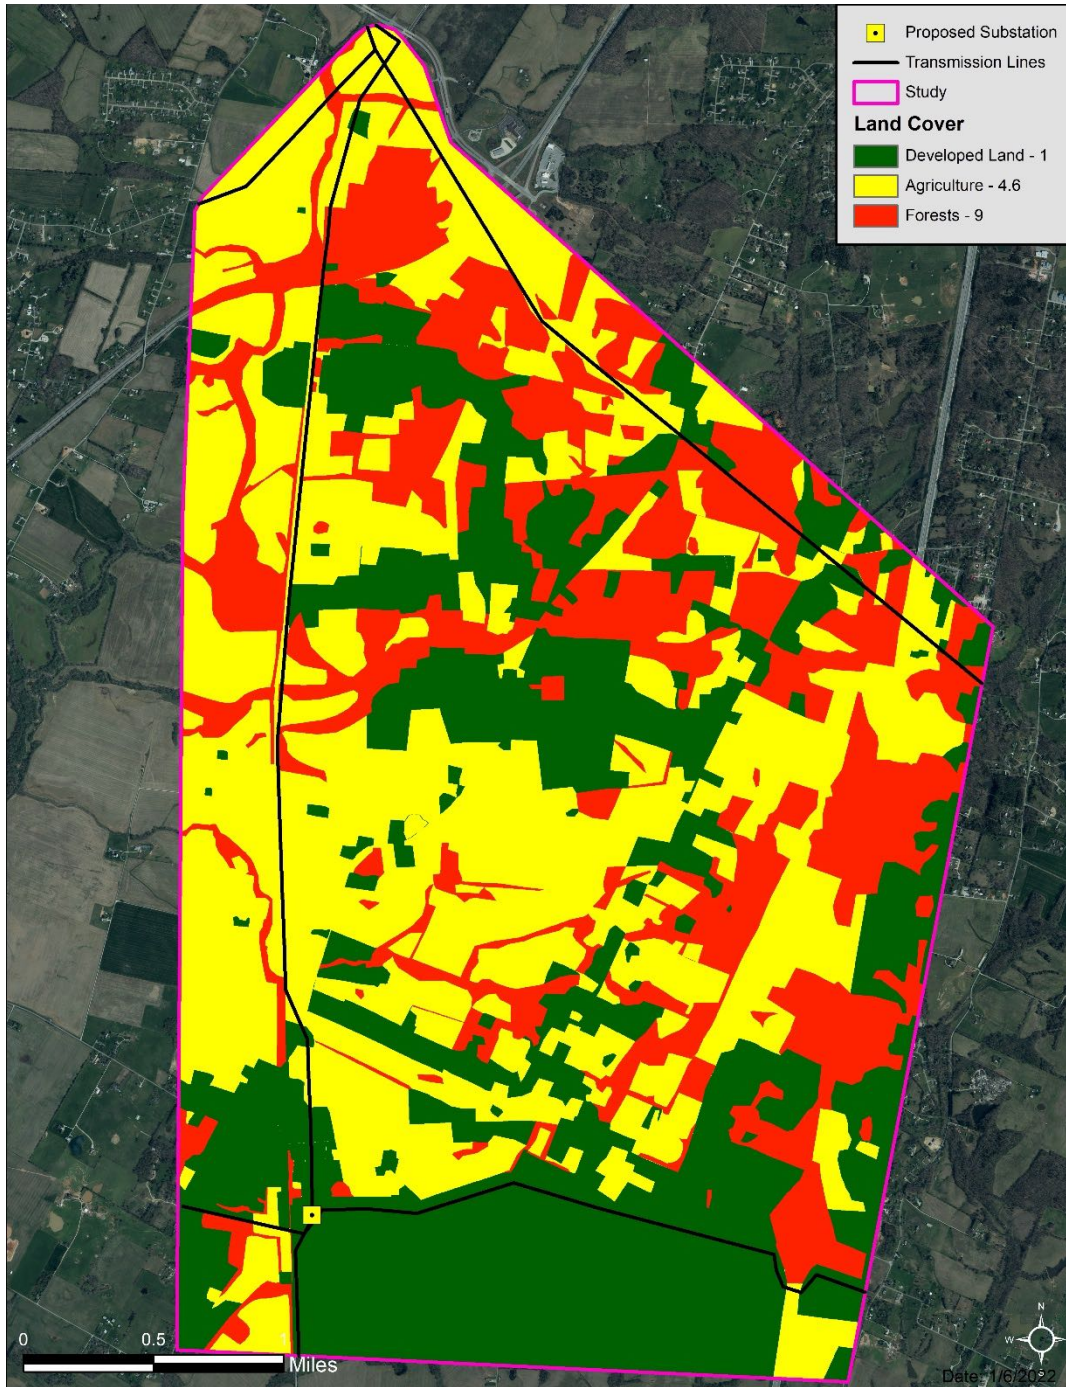 Proposed Substation
Transmission Lines
Study
Land Cover
Developed Land - 1
Agriculture - 4.6
Forests - 9
N
W
S
0 0.5 1
Miles
Date: 1/6/2022